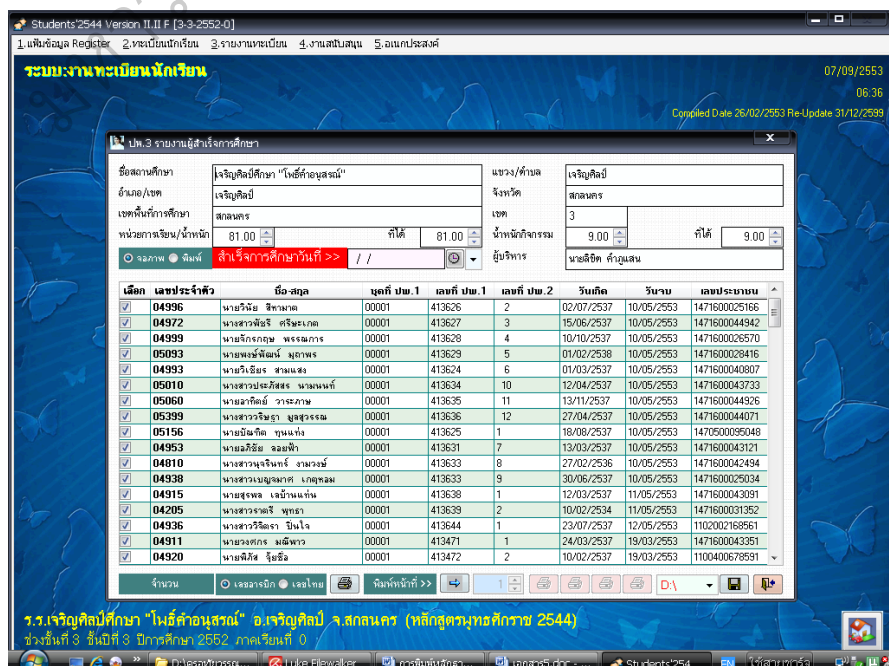 Students'2544 Version II.II F [3-3-2552-0]
1.แฟ้มข้อมูล Register 2.ทะเบียนนักเรียน 3.รายงานทะเบียน 4.งานสนับสนุน 5.อเนกประสงค์
ระบบ:งานทะเบียนนักเรียน
07/09/2553
06:36
Compiled Date 26/02/2553 Re-Update 31/12/2599
ปพ.3 รายงานผู้สำเร็จการศึกษา
ชื่อสถานศึกษา เจริญศิลป์ศึกษา "โพธิ์คำอนุสรณ์" แขวง/ตำบล เจริญศิลป์
อำเภอ/เขต เจริญศิลป์ จังหวัด สกลนคร
เขตพื้นที่การศึกษา สกลนคร เขต 3
หน่วยการเรียน/น้ำหนัก 81.00 ที่ได้ 81.00 น้ำหนักกิจกรรม 9.00 ที่ได้ 9.00
จอภาพ พิมพ์ สำเร็จการศึกษาวันที่ >> / / ผู้บริหาร นายลิขิต คำภูแสน
เลือก เลขประจำตัว ชื่อ-สกุล ชุดที่ ปพ.1 เลขที่ ปพ.1 เลขที่ ปพ.2 วันเกิด วันจบ เลขประชาชน
04996 นายวินัย สีหามาต 00001 413626 2 02/07/2537 10/05/2553 1471600025166
04972 นางสาวพัชรี ศรีษะเกต 00001 413627 3 15/06/2537 10/05/2553 1471600044942
04999 นายจักรกฤษ พรรณการ 00001 413628 4 10/10/2537 10/05/2553 1471600026570
05093 นายพงษ์พัฒน์ มุถาพร 00001 413629 5 01/02/2538 10/05/2553 1471600028416
04993 นายวิเชียร สามแสง 00001 413624 6 01/03/2537 10/05/2553 1471600040807
05010 นางสาวประภัสสร นามนนท์ 00001 413634 10 12/04/2537 10/05/2553 1471600043733
05060 นายอาทิตย์ วาระภาษ 00001 413635 11 13/11/2537 10/05/2553 1471600044926
05399 นางสาววริษฐา มูลสุวรรณ 00001 413636 12 27/04/2537 10/05/2553 1471600044071
05156 นายบัณฑิต ทุนแท่ง 00001 413625 1 18/08/2537 10/05/2553 1470500095048
04953 นายอภิชัย ลอยฟ้า 00001 413631 7 13/03/2537 10/05/2553 1471600043121
04810 นางสาวนุจรินทร์ งามวงษ์ 00001 413633 8 27/02/2536 10/05/2553 1471600042494
04938 นางสาวเบญจมาศ เกตุหอม 00001 413633 9 30/06/2537 10/05/2553 1471600025034
04915 นายสุรพล เลบ้านแท่น 00001 413638 1 12/03/2537 11/05/2553 1471600043091
04205 นางสาวราตรี พุทธา 00001 413639 2 10/02/2534 11/05/2553 1471600031352
04936 นางสาววิจิตรา ปิ่นใจ 00001 413644 1 23/07/2537 12/05/2553 1102002168561
04911 นายวงศกร มณีพาว 00001 413471 1 24/03/2537 19/03/2553 1471600043351
04920 นายพิภัส จุ้ยชื่อ 00001 413472 2 10/02/2537 19/03/2553 1100400678591
จำนวน เลขอารบิก เลขไทย พิมพ์หน้าที่ >> 1 D:\
ร.ร.เจริญศิลป์ศึกษา "โพธิ์คำอนุสรณ์" อ.เจริญศิลป์ จ.สกลนคร (หลักสูตรพุทธศักราช 2544)
ช่วงชั้นที่ 3 ชั้นปีที่ 3 ปีการศึกษา 2552 ภาคเรียนที่ 0
Luke Filewalker เอกสาร5.doc - ... Students'254 EN